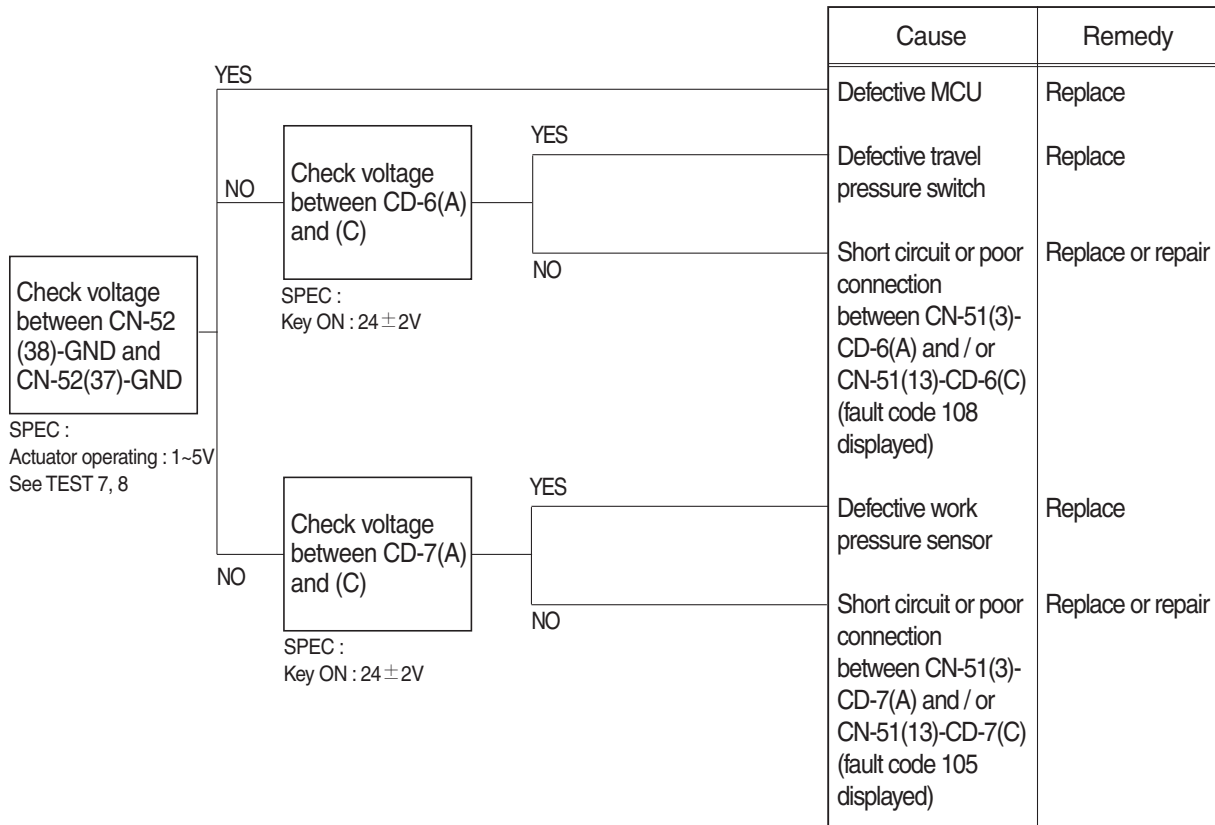 Cause
Remedy
YES
Defective MCU
Replace
YES
Defective travel
pressure switch
Replace
NO
Check voltage
between CD-6(A)
and (C)
SPEC :
Key ON : 24±2V
NO
Short circuit or poor
connection
between CN-51(3)-
CD-6(A) and / or
CN-51(13)-CD-6(C)
(fault code 108
displayed)
Replace or repair
Check voltage
between CN-52
(38)-GND and
CN-52(37)-GND
SPEC :
Actuator operating : 1~5V
See TEST 7, 8
NO
Check voltage
between CD-7(A)
and (C)
SPEC :
Key ON : 24±2V
YES
Defective work
pressure sensor
Replace
NO
Short circuit or poor
connection
between CN-51(3)-
CD-7(A) and / or
CN-51(13)-CD-7(C)
(fault code 105
displayed)
Replace or repair